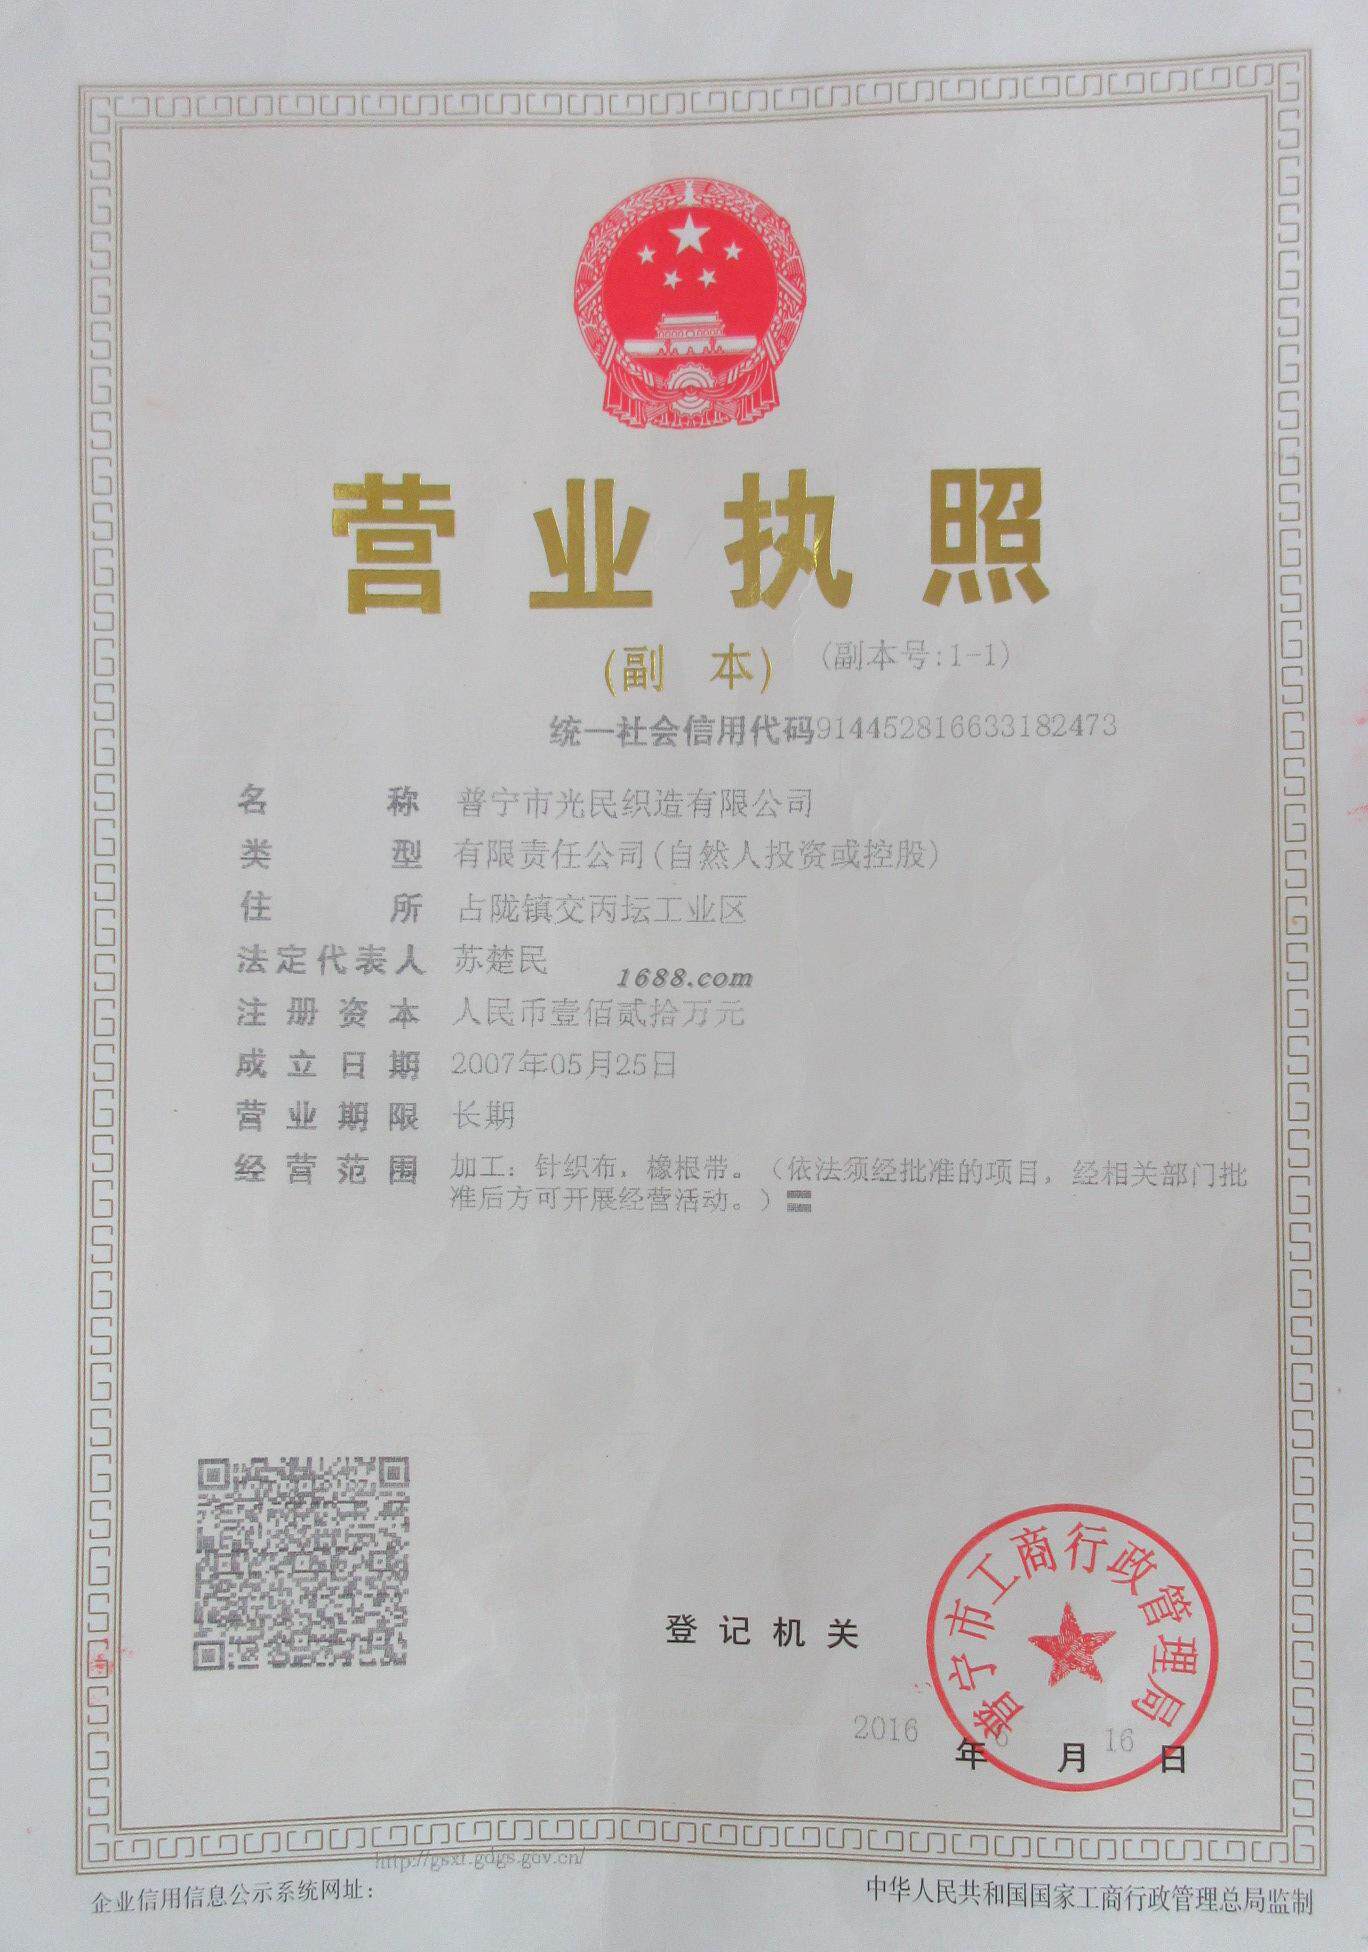 营业执照
(副 本) (副本号:1-1)
统一社会信用代码914452816633182473
名 称 普宁市光民织造有限公司
类 型 有限责任公司(自然人投资或控股)
住 所 占陇镇交丙坛工业区
法定代表人 苏楚民
1688.com
注册资本 人民币壹佰贰拾万元
成立日期 2007年05月25日
营业期限 长期
经营范围 加工：针织布，橡根带。（依法须经批准的项目，经相关部门批
准后方可开展经营活动。）
普宁市工商行政管理局
登记机关
2016 年 6 月 16 日
http://gsxt.gdgs.gov.cn/
企业信用信息公示系统网址：
中华人民共和国国家工商行政管理总局监制